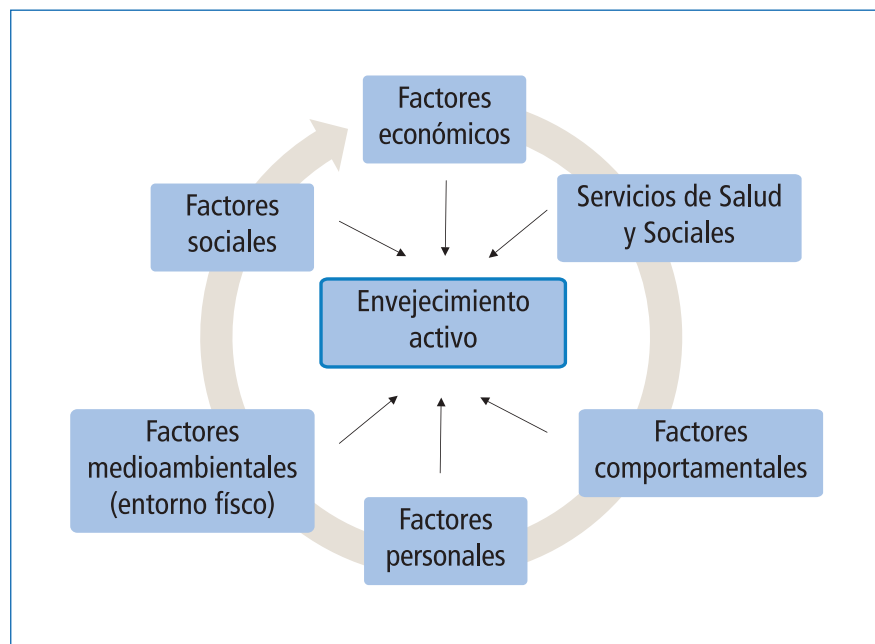 Factores
económicos
Servicios de Salud
y Sociales
Factores
sociales
Envejecimiento
activo
Factores
medioambientales
(entorno físco)
Factores
comportamentales
Factores
personales